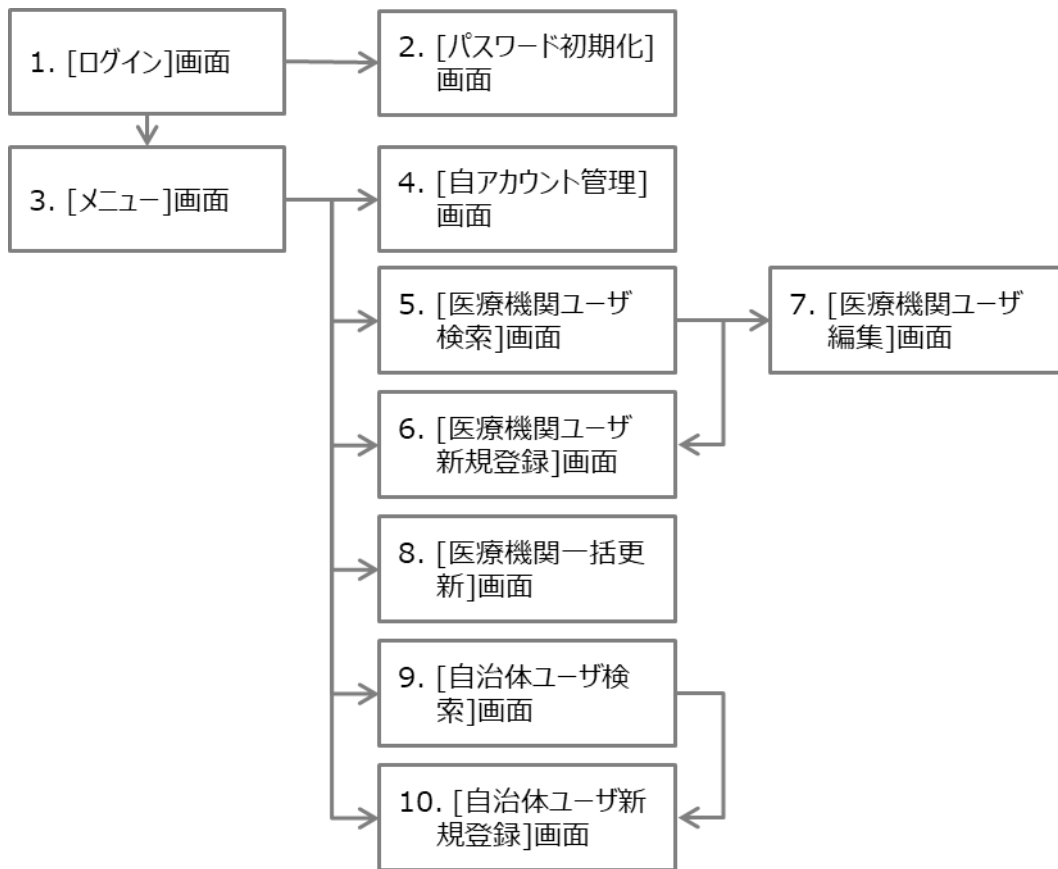 1. [ログイン]画面
2. [パスワード初期化]
画面
3. [メニュー]画面
4. [自アカウント管理]
画面
5. [医療機関ユーザ
検索]画面
7. [医療機関ユーザ
編集]画面
6. [医療機関ユーザ
新規登録]画面
8. [医療機関一括更
新]画面
9. [自治体ユーザ検
索]画面
10. [自治体ユーザ新
規登録]画面